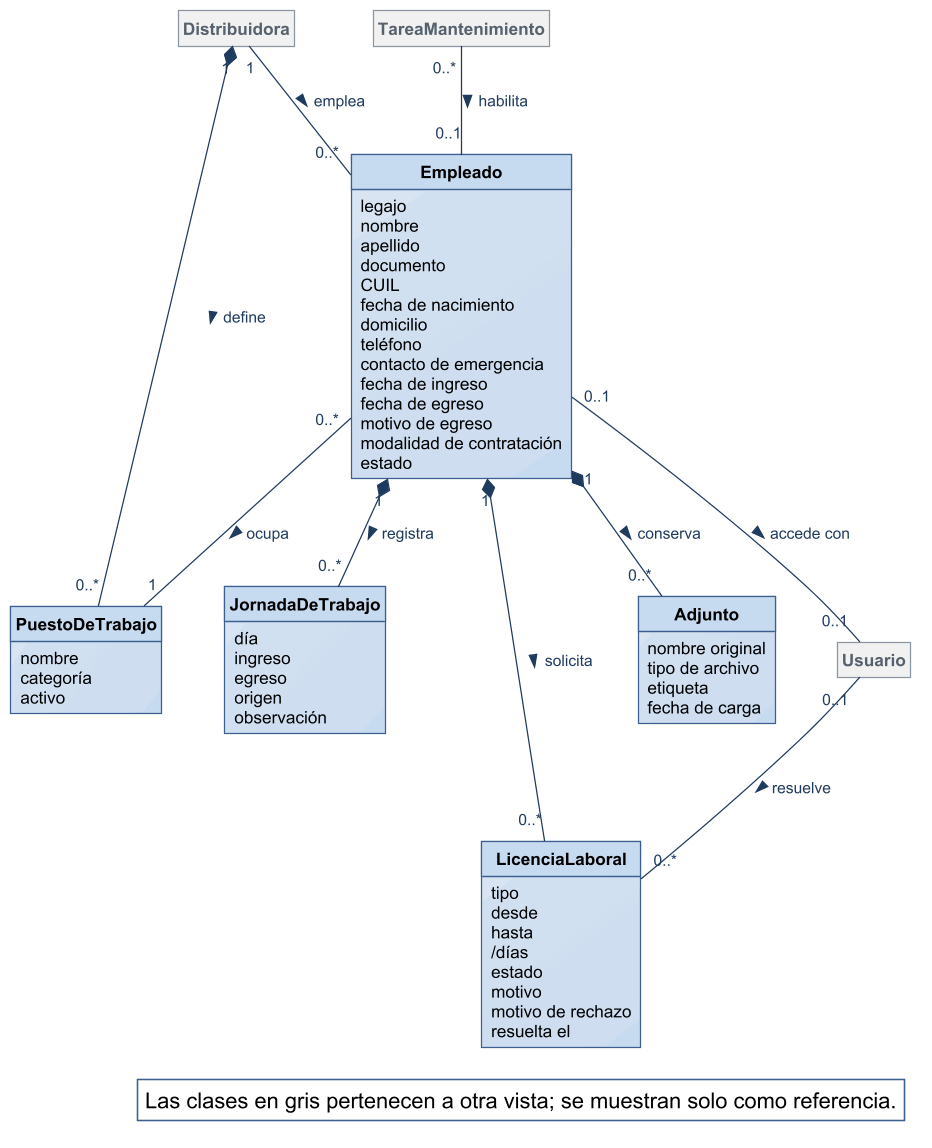 Distribuidora
TareaMantenimiento
1
1
0..*
emplea
habilita
0..*
0..1
Empleado
legajo
nombre
apellido
documento
CUIL
fecha de nacimiento
domicilio
teléfono
contacto de emergencia
fecha de ingreso
fecha de egreso
motivo de egreso
modalidad de contratación
estado
define
0..*
0..1
1
1
1
ocupa
registra
conserva
accede con
0..*
1
0..*
0..*
0..1
PuestoDeTrabajo
nombre
categoría
activo
JornadaDeTrabajo
día
ingreso
egreso
origen
observación
solicita
Adjunto
nombre original
tipo de archivo
etiqueta
fecha de carga
Usuario
0..1
resuelve
0..*
0..*
LicenciaLaboral
tipo
desde
hasta
/días
estado
motivo
motivo de rechazo
resuelta el
Las clases en gris pertenecen a otra vista; se muestran solo como referencia.